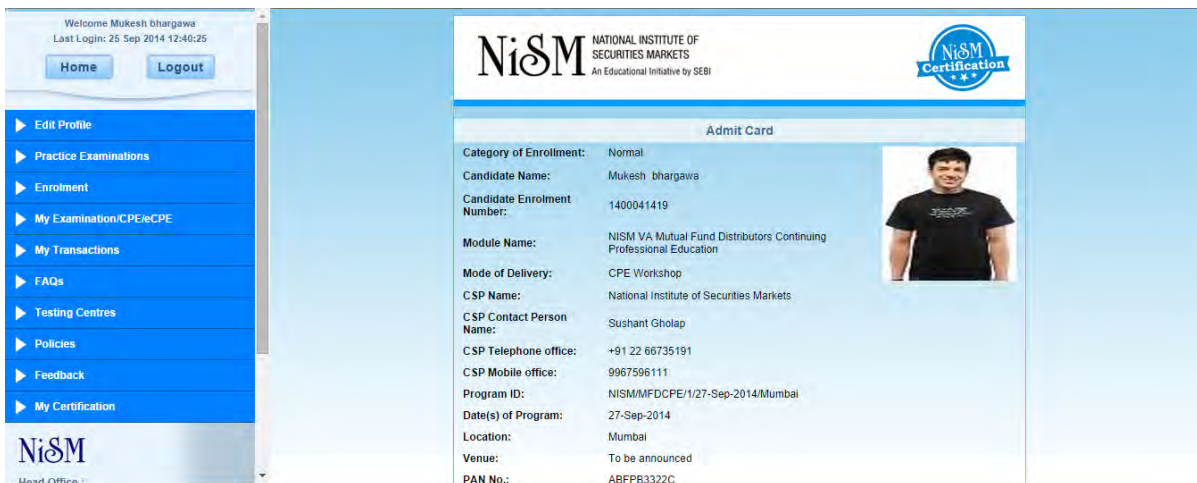 Welcome Mukesh bhargawa
Last Login: 25 Sep 2014 12:40:25
Home
Logout
Edit Profile
Practice Examinations
Enrolment
My Examination/CPE/eCPE
My Transactions
FAQs
Testing Centres
Policies
Feedback
My Certification
NiSM
Head Office :
NiSM
NATIONAL INSTITUTE OF
SECURITIES MARKETS
An Educational Initiative by SEBI
NiSM
Certification
Admit Card
Category of Enrollment: Normal
Candidate Name: Mukesh bhargawa
Candidate Enrolment
Number: 1400041419
Module Name: NISM VA Mutual Fund Distributors Continuing
Professional Education
Mode of Delivery: CPE Workshop
CSP Name: National Institute of Securities Markets
CSP Contact Person
Name: Sushant Gholap
CSP Telephone office: +91 22 66735191
CSP Mobile office: 9967596111
Program ID: NISM/MFDCPE/1/27-Sep-2014/Mumbai
Date(s) of Program: 27-Sep-2014
Location: Mumbai
Venue: To be announced
PAN No.: ABFPB3322C